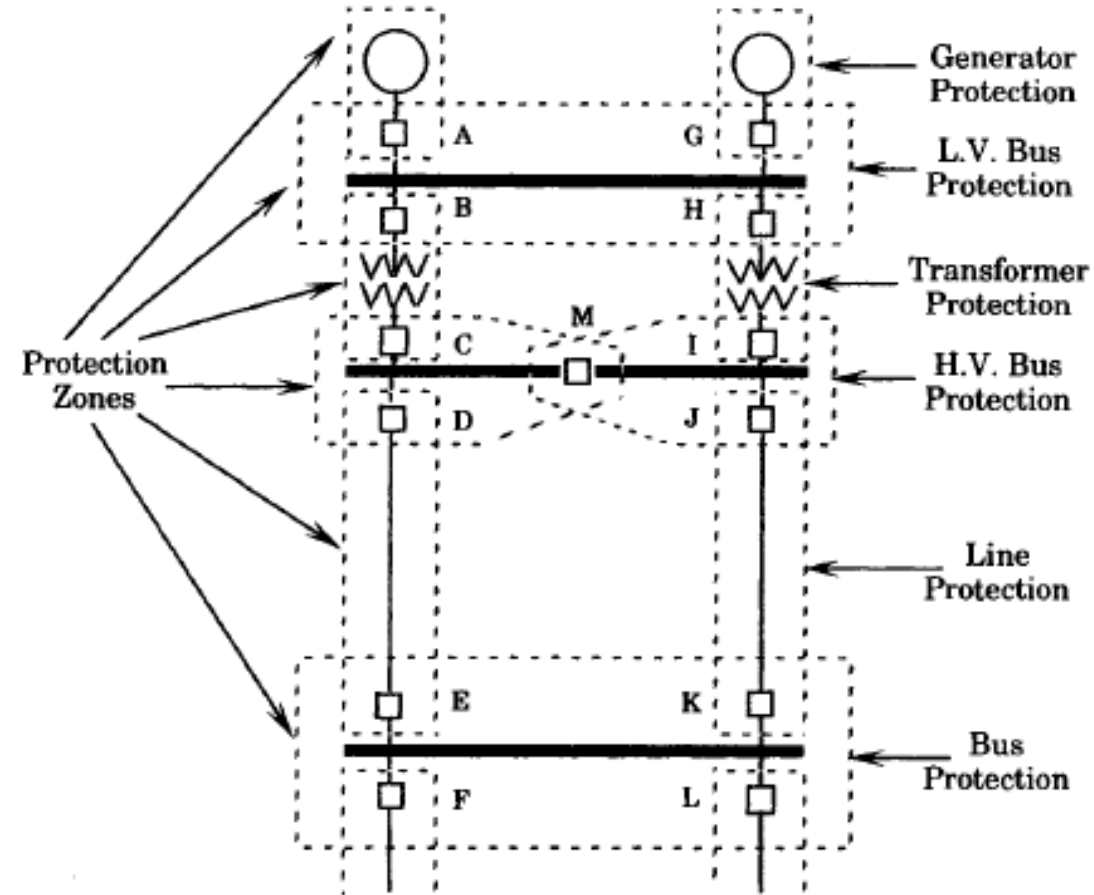 Generator
Protection
A
G
L.V. Bus
Protection
B
H
Transformer
Protection
M
C
I
Protection
Zones
H.V. Bus
Protection
D
J
Line
Protection
E
K
Bus
Protection
F
L